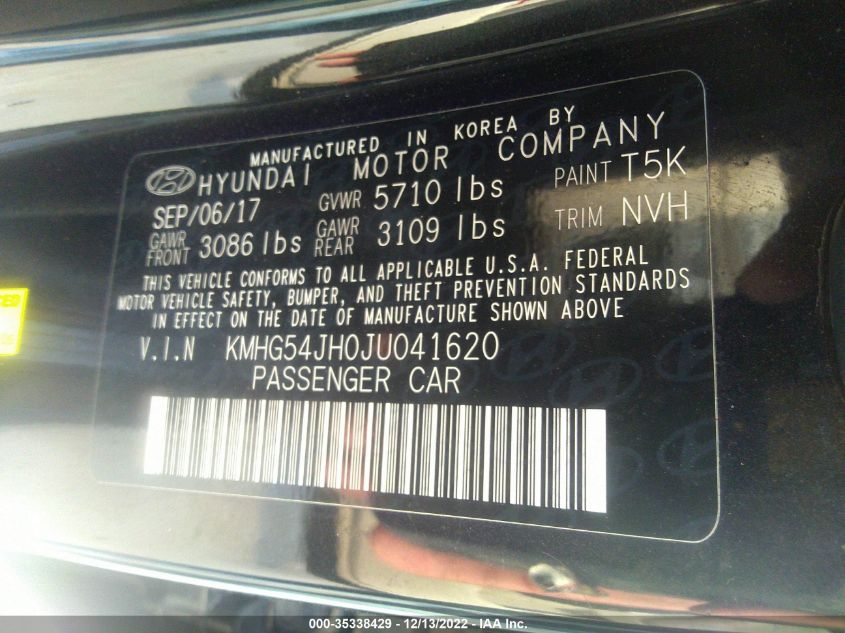 MANUFACTURED IN KOREA BY
HYUNDAI MOTOR COMPANY
SEP/06/17 GVWR 5710 lbs PAINT T5K
GAWR FRONT 3086 lbs GAWR REAR 3109 lbs TRIM NVH
THIS VEHICLE CONFORMS TO ALL APPLICABLE U.S.A. FEDERAL
MOTOR VEHICLE SAFETY, BUMPER, AND THEFT PREVENTION STANDARDS
IN EFFECT ON THE DATE OF MANUFACTURE SHOWN ABOVE
V.I.N KMHG54JH0JU041620
PASSENGER CAR
000-35338429 - 12/13/2022 - IAA Inc.